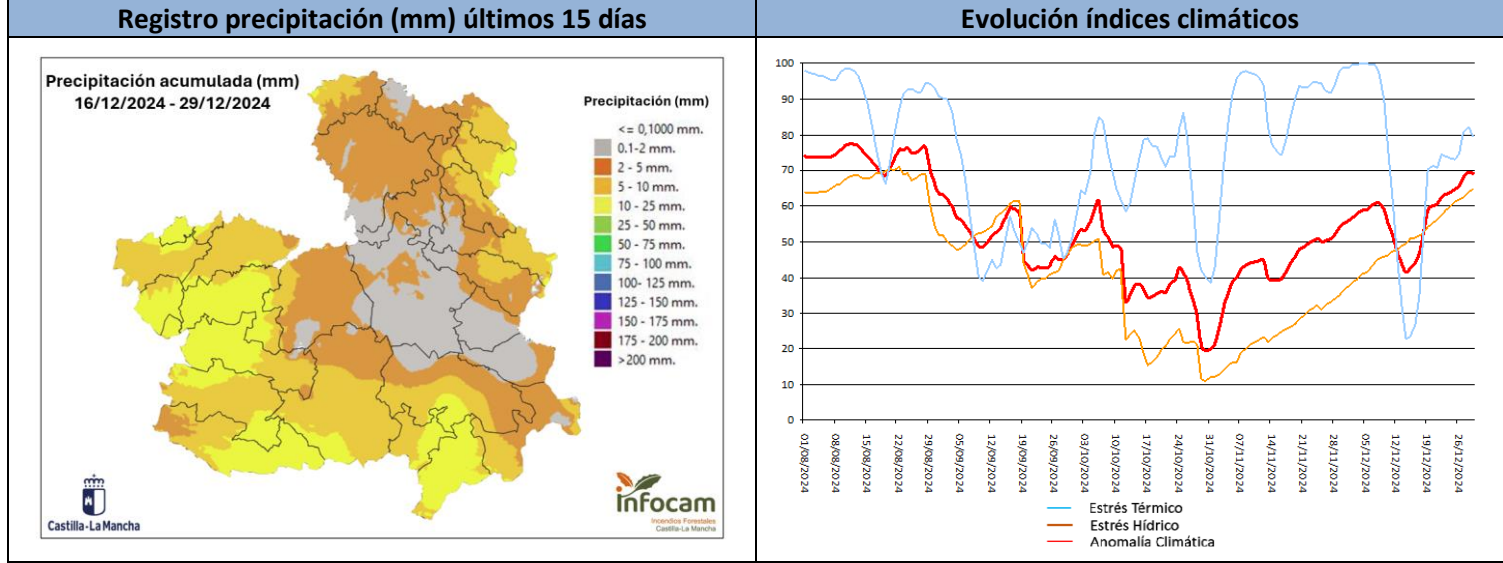 Registro precipitación (mm) últimos 15 días
Precipitación acumulada (mm)
16/12/2024 - 29/12/2024
Precipitación (mm)
<= 0,1000 mm.
0.1-2 mm.
2 - 5 mm.
5 - 10 mm.
10 - 25 mm.
25 - 50 mm.
50 - 75 mm.
75 - 100 mm.
100- 125 mm.
125 - 150 mm.
150 - 175 mm.
175 - 200 mm.
>200 mm.
Castilla-La Mancha
infocam
Incendios Forestales
Castilla-La Mancha
Evolución índices climáticos
100
90
80
70
60
50
40
30
20
10
0
01/08/2024
08/08/2024
15/08/2024
22/08/2024
29/08/2024
05/09/2024
12/09/2024
19/09/2024
26/09/2024
03/10/2024
10/10/2024
17/10/2024
24/10/2024
31/10/2024
07/11/2024
14/11/2024
21/11/2024
28/11/2024
05/12/2024
12/12/2024
19/12/2024
26/12/2024
Estrés Térmico
Estrés Hídrico
Anomalía Climática